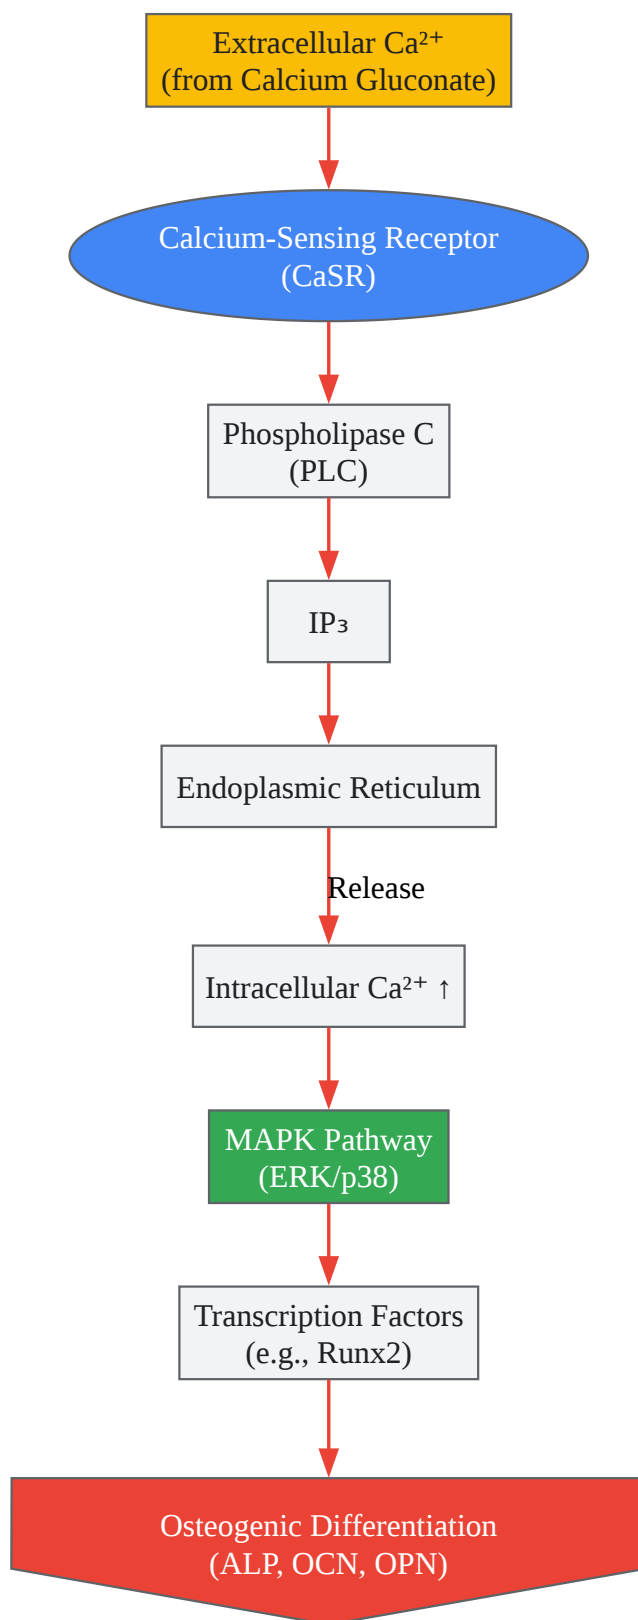 Extracellular Ca²⁺
(from Calcium Gluconate)
Calcium-Sensing Receptor
(CaSR)
Phospholipase C
(PLC)
IP₃
Endoplasmic Reticulum
Release
Intracellular Ca²⁺ ↑
MAPK Pathway
(ERK/p38)
Transcription Factors
(e.g., Runx2)
Osteogenic Differentiation
(ALP, OCN, OPN)